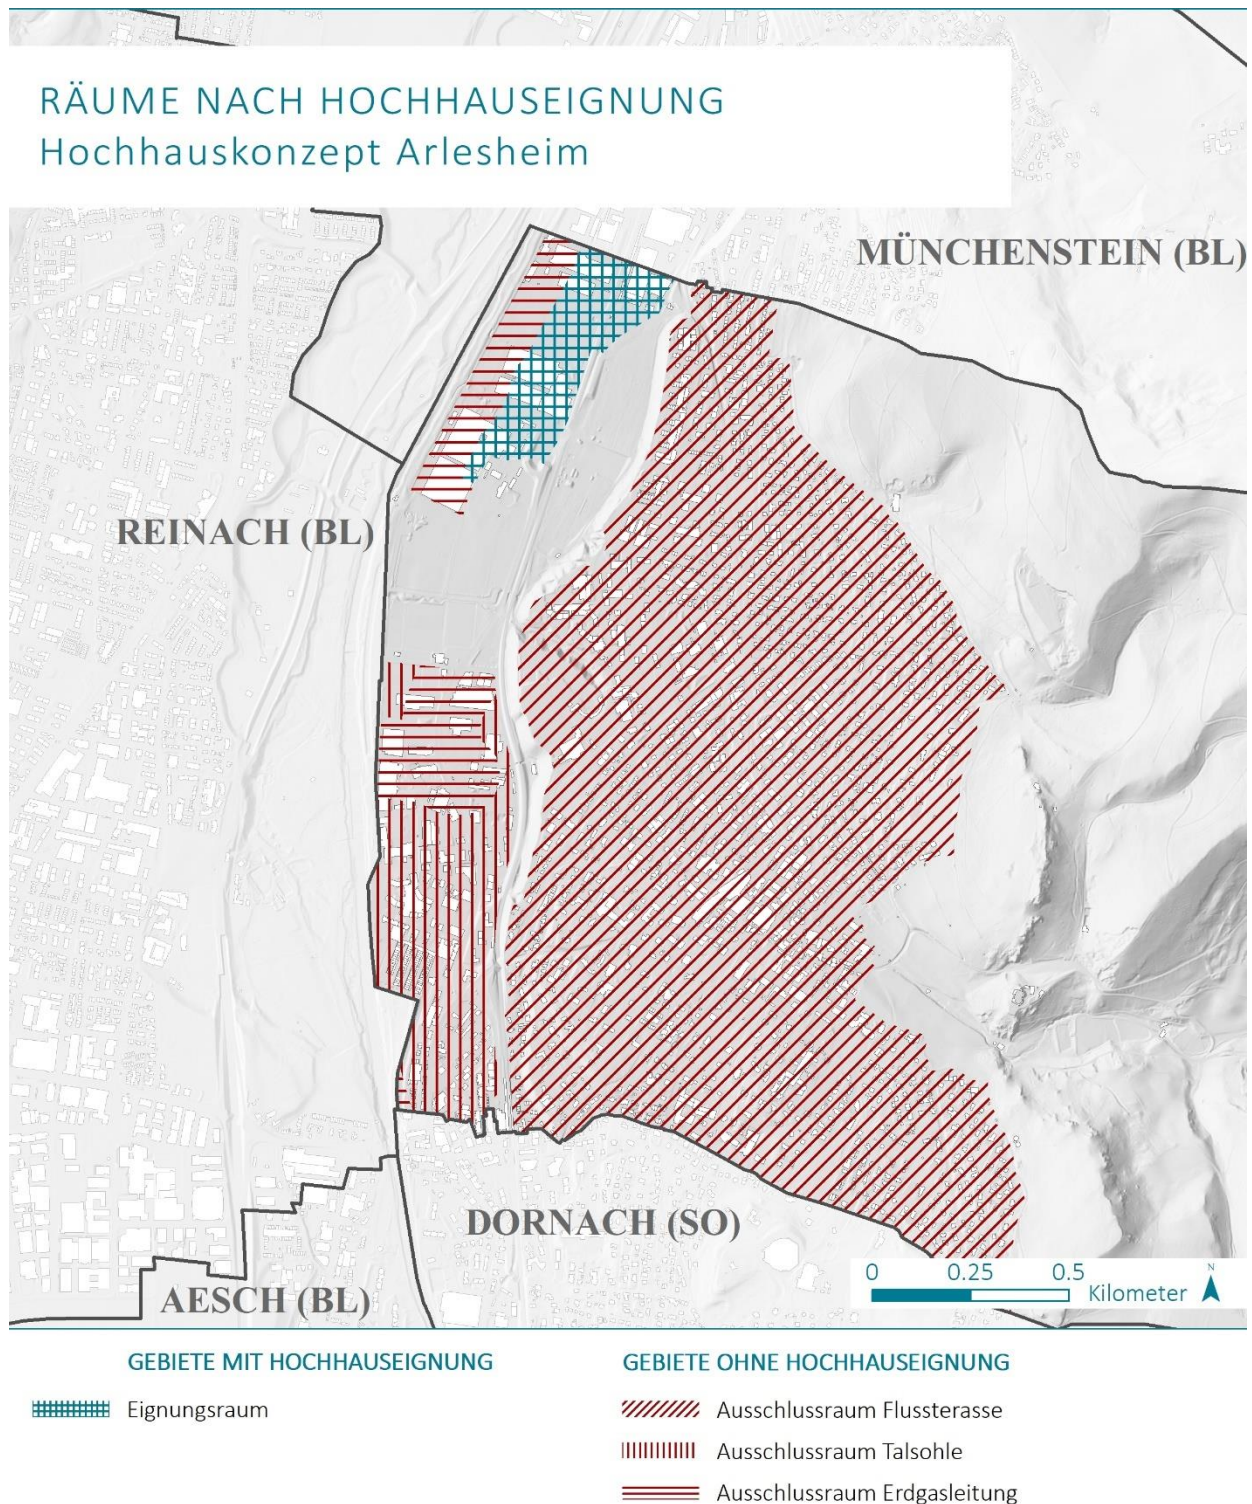 RÄUME NACH HOCHHAUSEIGNUNG
Hochhauskonzept Arlesheim
MÜNCHENSTEIN (BL)
REINACH (BL)
DORNACH (SO)
AESCH (BL)
0 0.25 0.5
Kilometer
N
GEBIETE MIT HOCHHAUSEIGNUNG
Eignungsraum
GEBIETE OHNE HOCHHAUSEIGNUNG
Ausschlussraum Flussterasse
Ausschlussraum Talsohle
Ausschlussraum Erdgasleitung